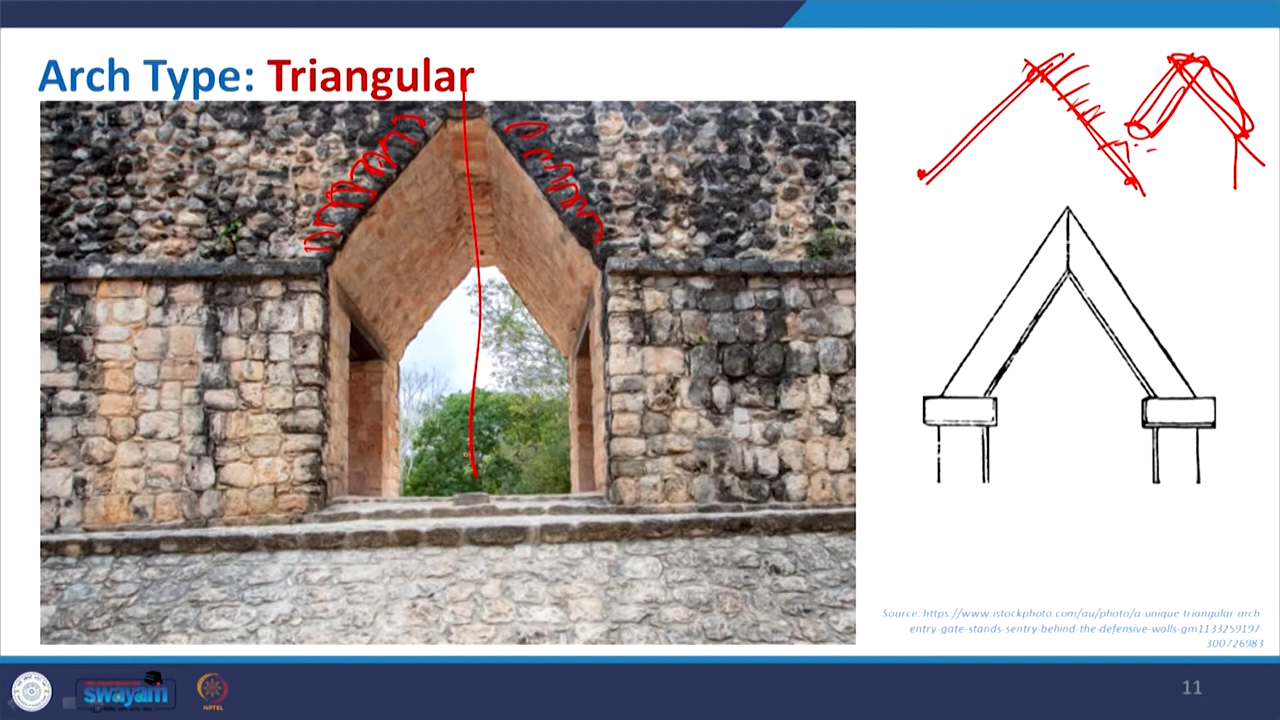 Arch Type: Triangular
Source: https://www.istockphoto.com/au/photo/a-unique-triangular-arch-
entry-gate-stands-sentry-behind-the-defensive-walls-gm1133259197-
300726983
swayam
NPTEL
11